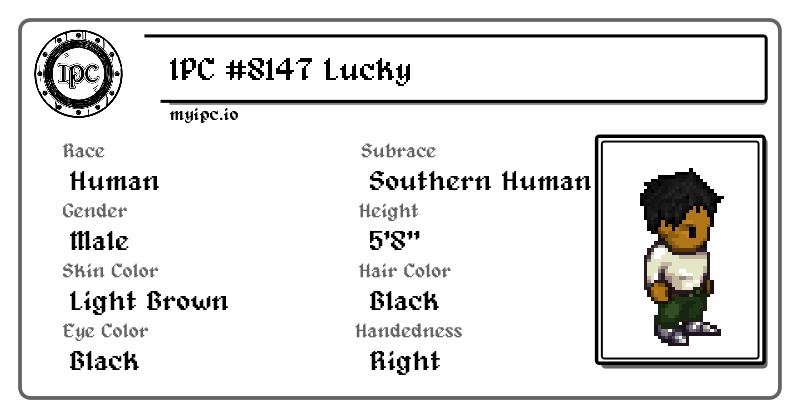 IPC
IPC #8147 Lucky
myipc.io
Race
Human
Subrace
Southern Human
Gender
Male
Height
5'8"
Skin Color
Light Brown
Hair Color
Black
Eye Color
Black
Handedness
Right